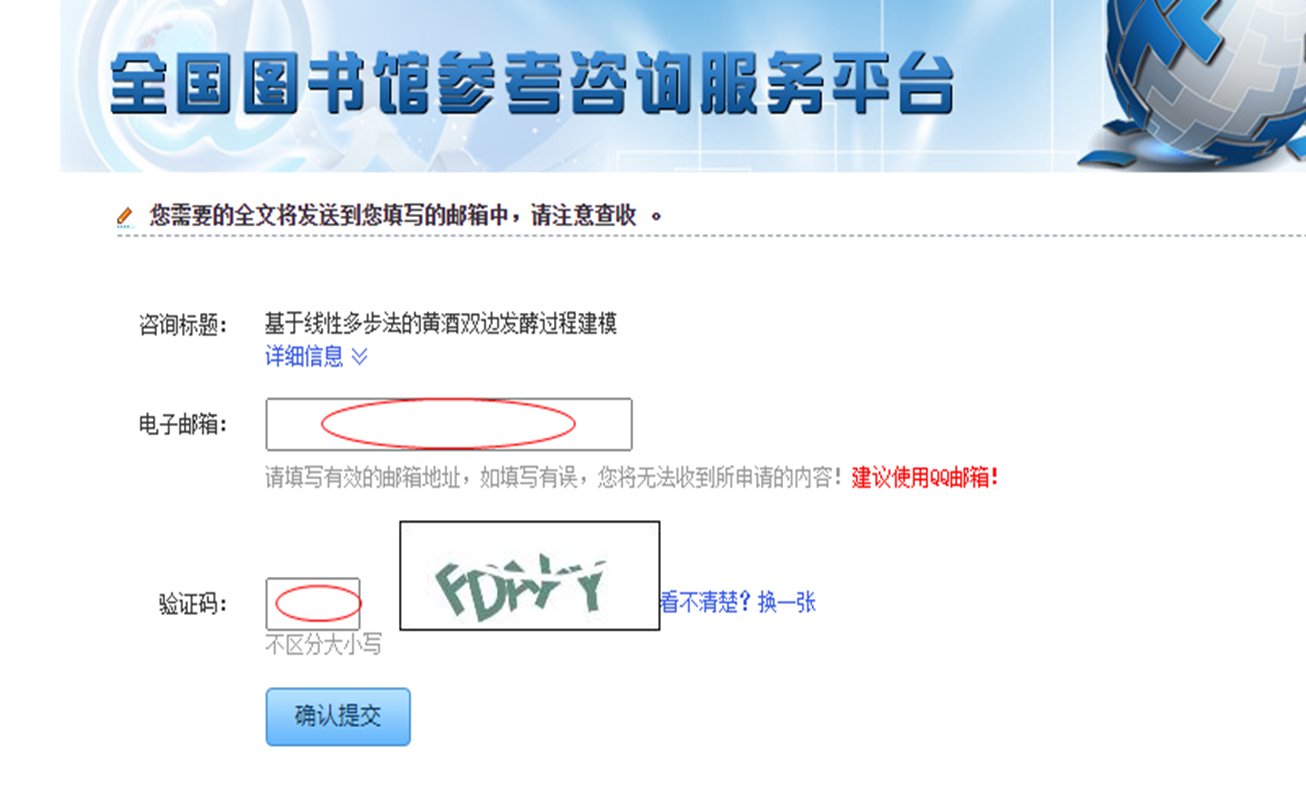 全国图书馆参考咨询服务平台
您需要的全文将发送到您填写的邮箱中，请注意查收 。
咨询标题：
基于线性多步法的黄酒双边发酵过程建模
详细信息
电子邮箱：
请填写有效的邮箱地址，如填写有误，您将无法收到所申请的内容！建议使用QQ邮箱！
验证码：
看不清楚？换一张
不区分大小写
确认提交